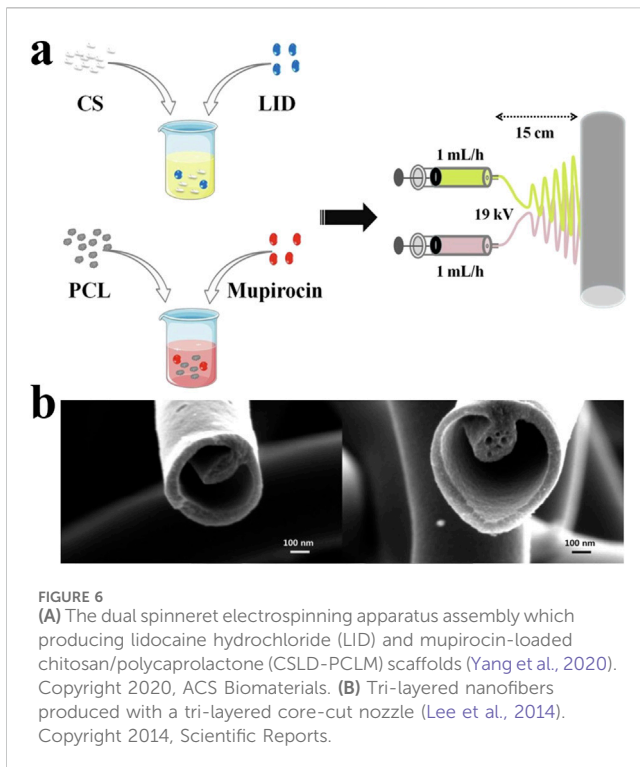 a
CS
LID
PCL
Mupirocin
1 mL/h
15 cm
19 kV
1 mL/h
b
100 nm
100 nm
FIGURE 6
(A) The dual spinneret electrospinning apparatus assembly which
producing lidocaine hydrochloride (LID) and mupirocin-loaded
chitosan/polycaprolactone (CSLD-PCLM) scaffolds (Yang et al., 2020).
Copyright 2020, ACS Biomaterials. (B) Tri-layered nanofibers
produced with a tri-layered core-cut nozzle (Lee et al., 2014).
Copyright 2014, Scientific Reports.